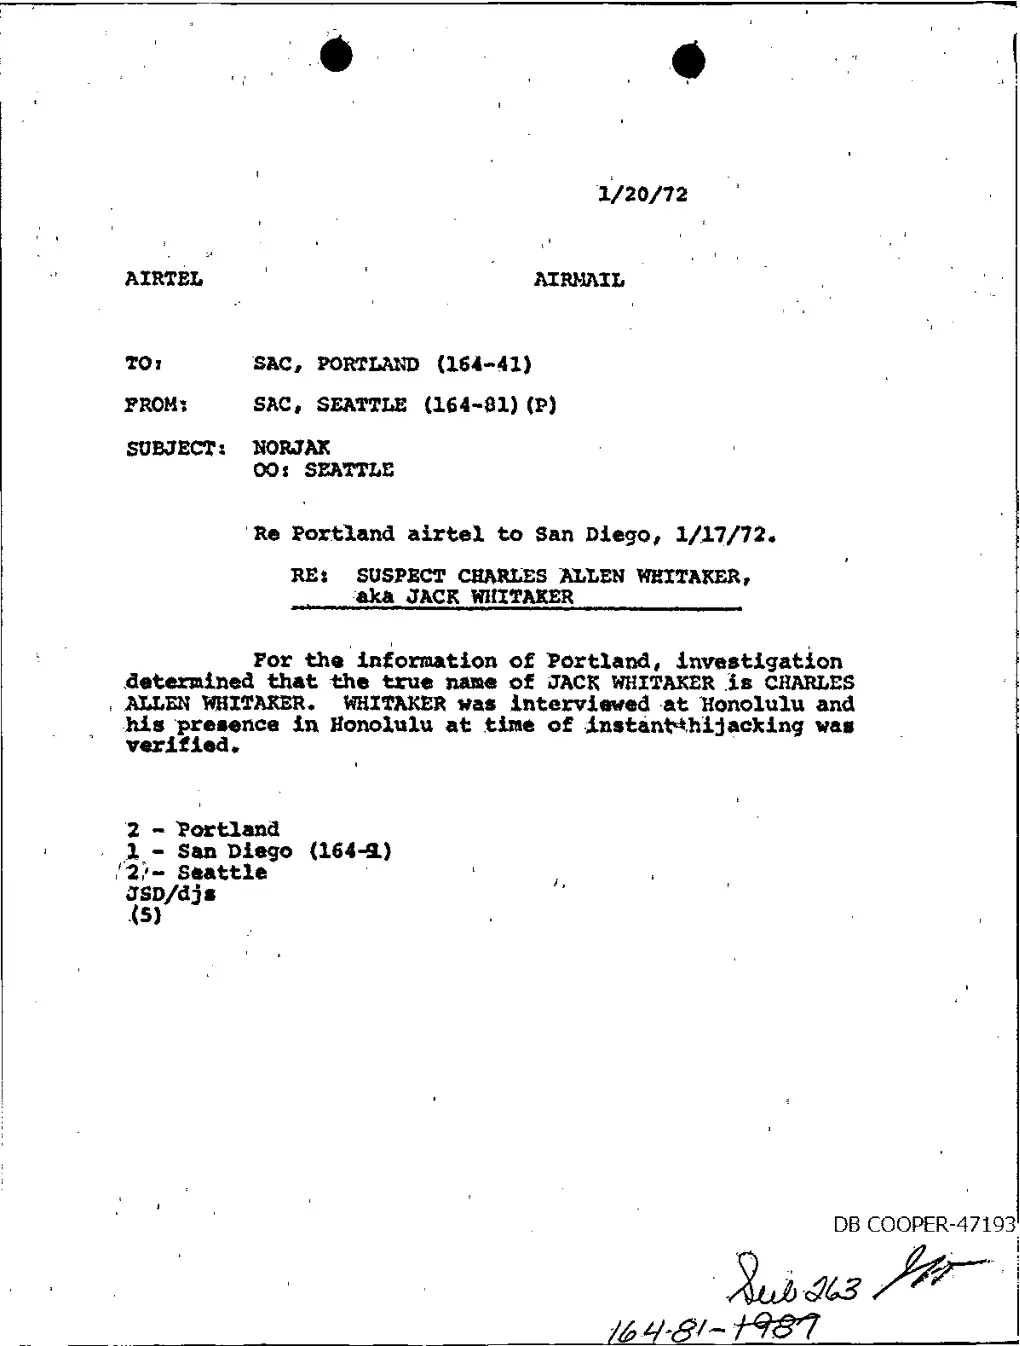 1/20/72
AIRTEL AIRMAIL
TO: SAC, PORTLAND (164-41)
FROM: SAC, SEATTLE (164-81)(P)
SUBJECT: NORJAK
OO: SEATTLE
Re Portland airtel to San Diego, 1/17/72.
RE: SUSPECT CHARLES ALLEN WHITAKER,
aka JACK WHITAKER
For the information of Portland, investigation
determined that the true name of JACK WHITAKER is CHARLES
ALLEN WHITAKER. WHITAKER was interviewed at Honolulu and
his presence in Honolulu at time of instant hijacking was
verified.
2 - Portland
1 - San Diego (164-)
2 - Seattle
JSD/djs
(5)
DB COOPER-47193
Sub 263
164-81-1987